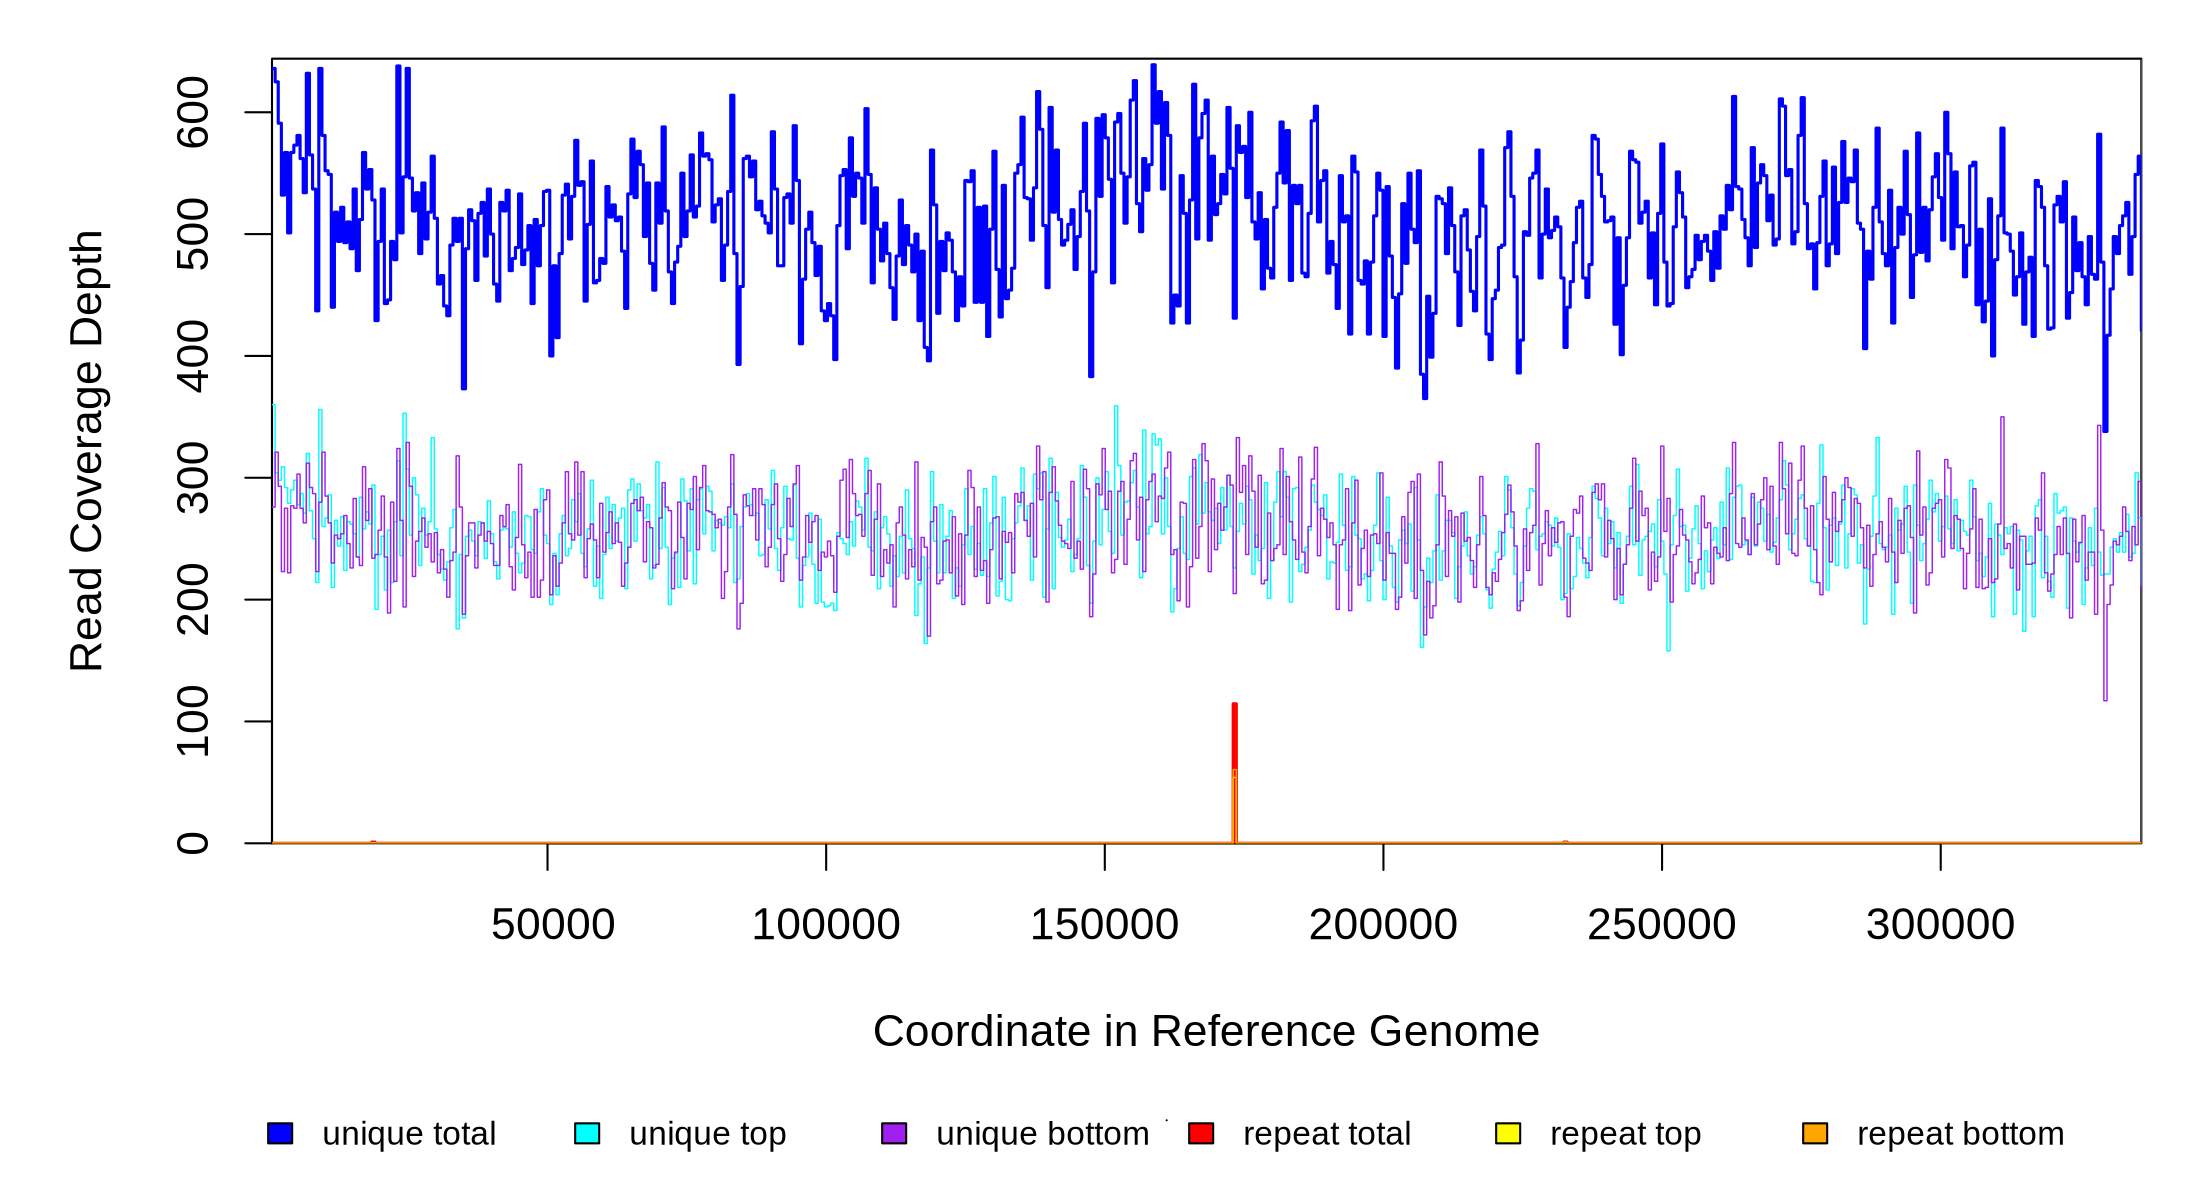 Read Coverage Depth
600
500
400
300
200
100
0
50000 100000 150000 200000 250000 300000
Coordinate in Reference Genome
unique total unique top unique bottom repeat total repeat top repeat bottom